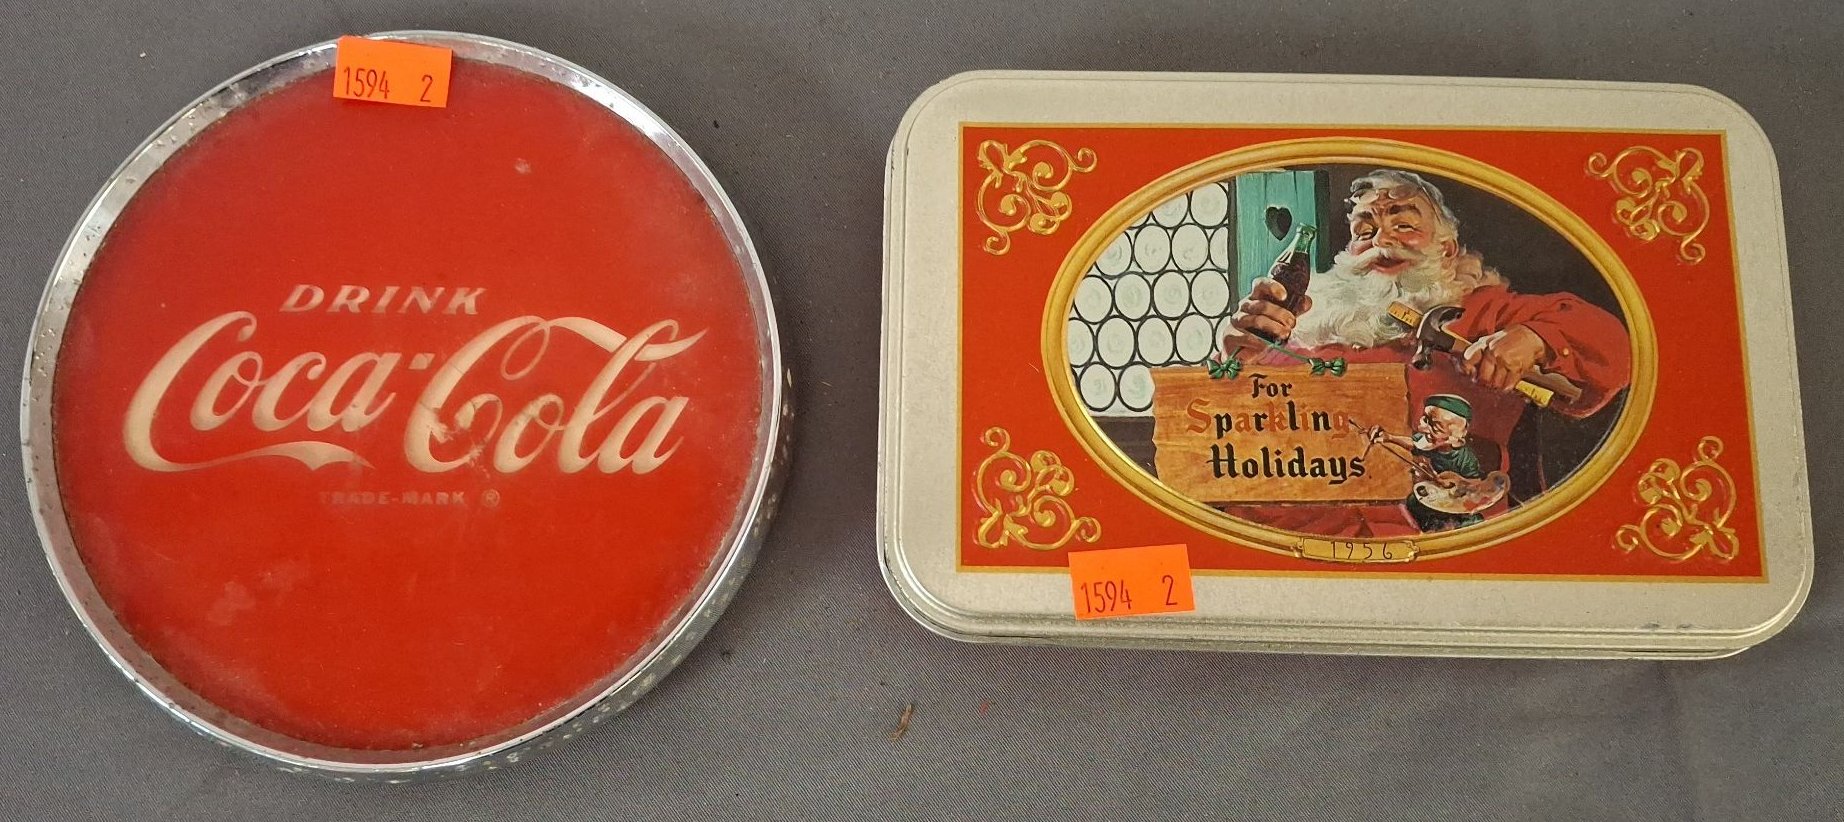 1594 2
DRINK
Coca-Cola
TRADE-MARK ®
For
Sparkling
Holidays
1956
1594 2